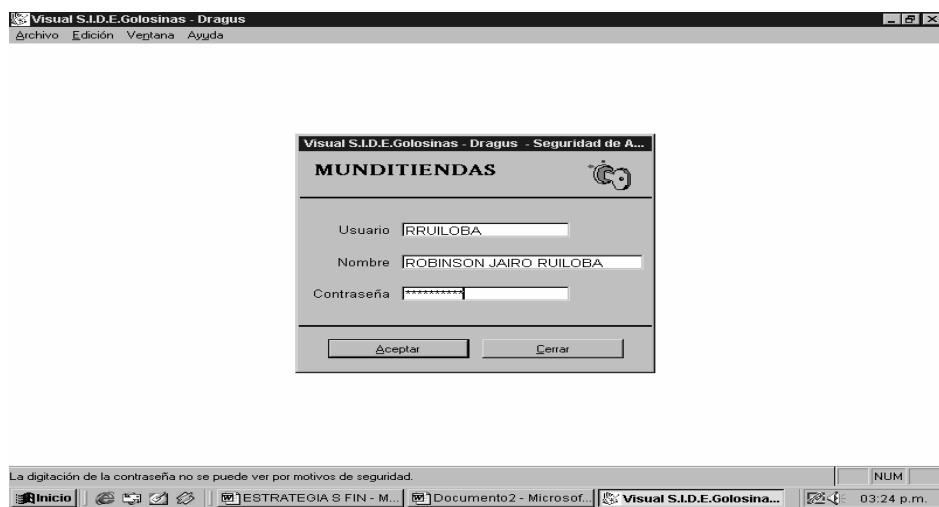 Visual S.I.D.E.Golosinas - Dragus
Archivo Edición Ventana Ayuda
Visual S.I.D.E.Golosinas - Dragus - Seguridad de A...
MUNDITIENDAS
Usuario RRUILOBA
Nombre ROBINSON JAIRO RUILOBA
Contraseña **********
Aceptar Cerrar
La digitación de la contraseña no se puede ver por motivos de seguridad. NUM
Inicio ESTRATEGIA S FIN - M... Documento2 - Microsof... Visual S.I.D.E.Golosina... 03:24 p.m.